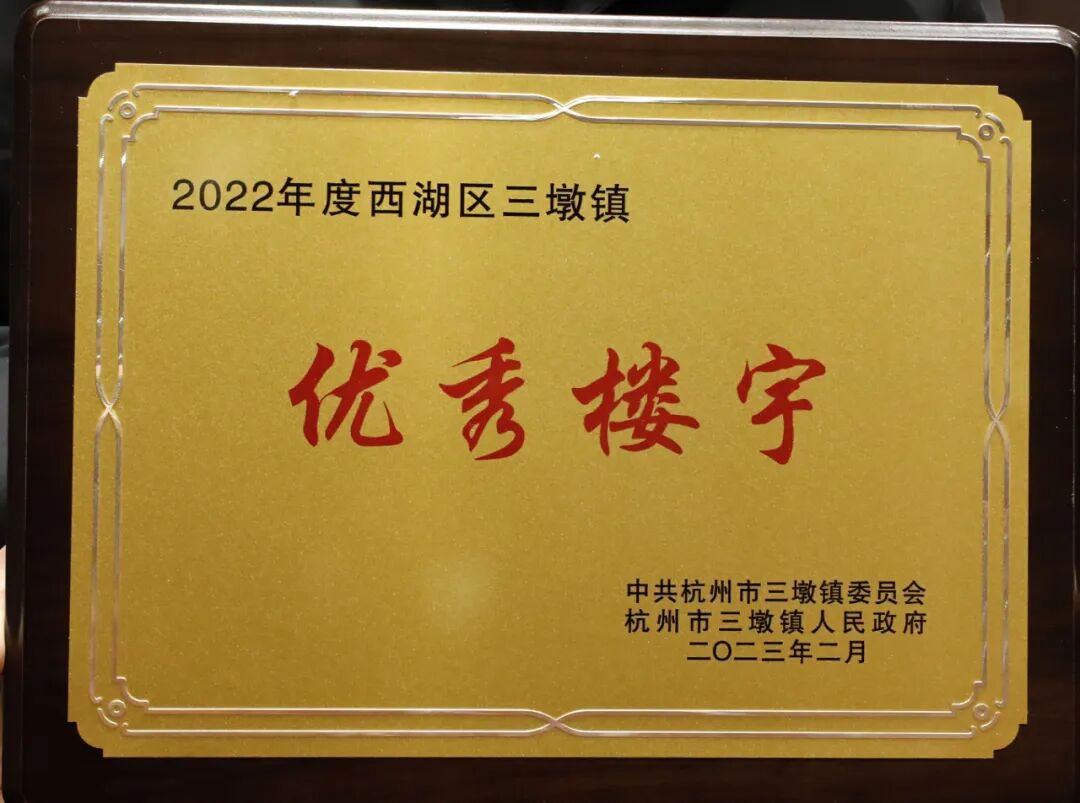 2022年度西湖区三墩镇
优秀楼宇
中共杭州市三墩镇委员会
杭州市三墩镇人民政府
二〇二三年二月